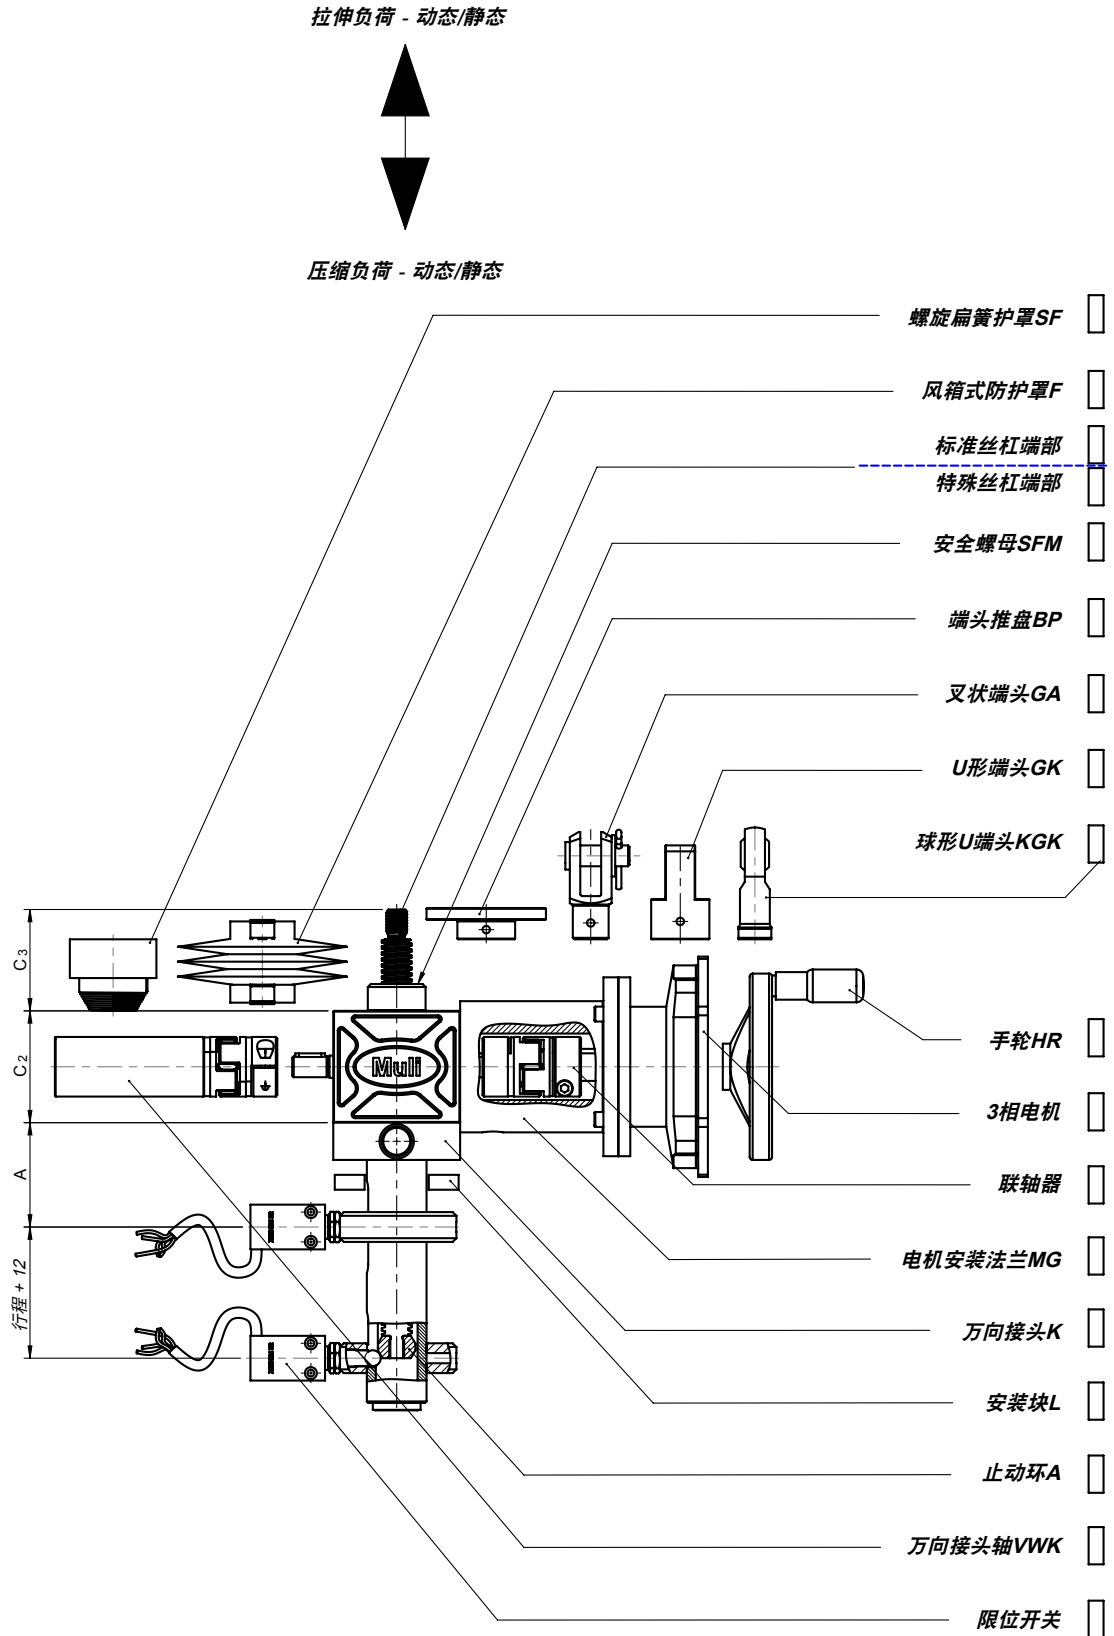 拉伸负荷 - 动态/静态
压缩负荷 - 动态/静态
螺旋扁簧护罩SF
风箱式防护罩F
标准丝杠端部
特殊丝杠端部
安全螺母SFM
端头推盘BP
叉状端头GA
U形端头GK
球形U端头KGK
C3
C2
Muli
手轮HR
3相电机
A
联轴器
行程 + 12
电机安装法兰MG
万向接头K
安装块L
止动环A
万向接头轴VWK
限位开关